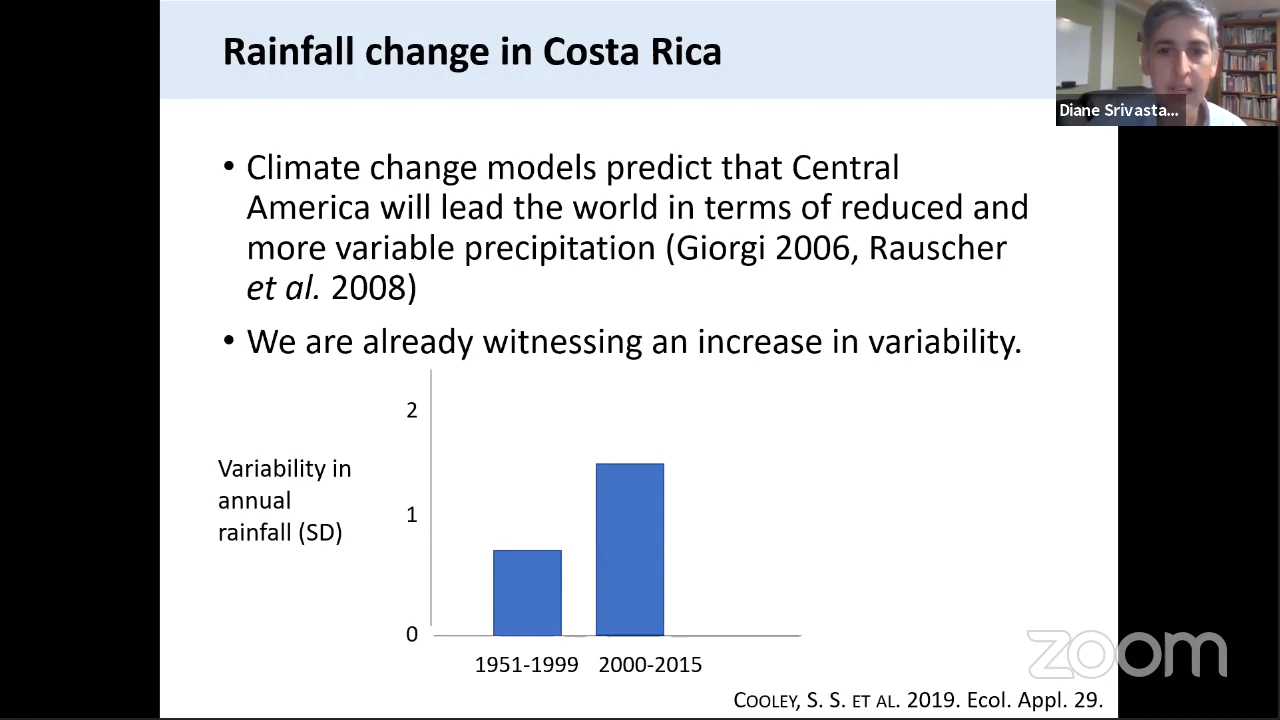 Rainfall change in Costa Rica
Diane Srivasta...
• Climate change models predict that Central
America will lead the world in terms of reduced and
more variable precipitation (Giorgi 2006, Rauscher
et al. 2008)
• We are already witnessing an increase in variability.
2
Variability in
annual
rainfall (SD)
1
0
1951-1999 2000-2015
zoom
COOLEY, S. S. ET AL. 2019. Ecol. Appl. 29.